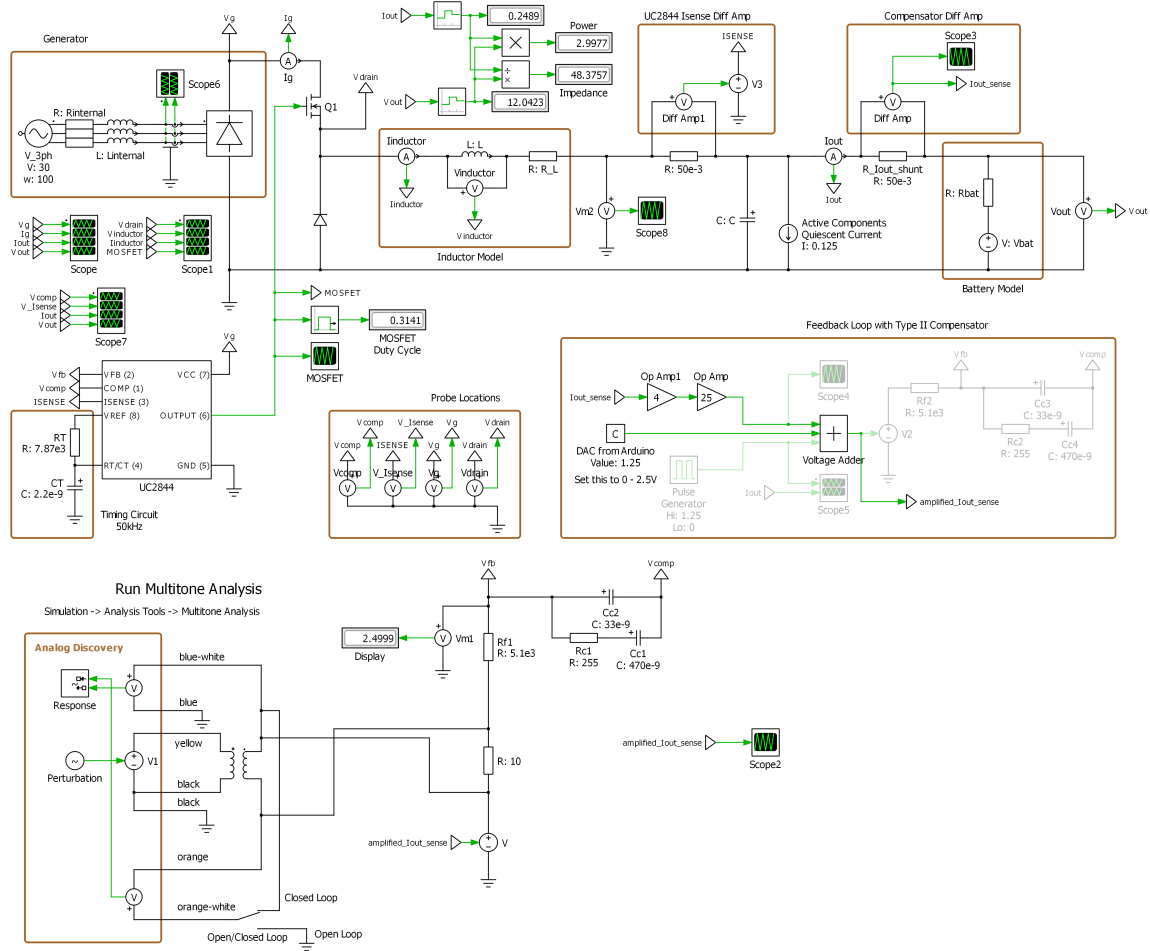 Generator
Vg
Ig
Ig
Iout
0.2489
Power
2.9977
48.3757
Impedance
Vout
12.0423
UC2844 Isense Diff Amp
ISENSE
V3
Diff Amp1
Compensator Diff Amp
Scope3
Iout_sense
Diff Amp
Scope6
R: Rinternal
L: Linternal
V_3ph
V: 30
w: 100
Q1
Vdrain
Iinductor
L: L
R: R_L
Vinductor
Iinductor
Vinductor
Inductor Model
Vm2
Scope8
R: 50e-3
C: C
Active Components
Quiescent Current
I: 0.125
Iout
Iout
R_Iout_shunt
R: 50e-3
R: Rbat
V: Vbat
Battery Model
Vout
Vout
Vg
Ig
Iout
Vout
Scope
Vdrain
Vinductor
Iinductor
MOSFET
Scope1
Vcomp
V_Isense
Iout
Vout
Scope7
MOSFET
0.3141
MOSFET
Duty Cycle
MOSFET
Vg
Vfb
Vcomp
ISENSE
VFB (2)
COMP (1)
ISENSE (3)
VREF (8)
RT/CT (4)
VCC (7)
OUTPUT (6)
GND (5)
UC2844
RT
R: 7.87e3
CT
C: 2.2e-9
Timing Circuit
50kHz
Probe Locations
Vcomp
V_Isense
Vg
Vdrain
Vcomp
ISENSE
Vg
Vdrain
Vcomp
V_Isense
Vg
Vdrain
Feedback Loop with Type II Compensator
Iout_sense
Op Amp1
4
Op Amp
25
C
DAC from Arduino
Value: 1.25
Set this to 0 - 2.5V
Pulse
Generator
Hi: 1.25
Lo: 0
Iout
Scope4
Voltage Adder
Scope5
V2
Rf2
R: 5.1e3
Vfb
Vcomp
Cc3
C: 33e-9
Rc2
R: 255
Cc4
C: 470e-9
amplified_Iout_sense
Run Multitone Analysis
Simulation -> Analysis Tools -> Multitone Analysis
Analog Discovery
Response
Perturbation
V1
blue-white
blue
yellow
black
black
orange
orange-white
Closed Loop
Open/Closed Loop
Open Loop
Vfb
Vcomp
2.4999
Display
Vm1
Rf1
R: 5.1e3
Cc2
C: 33e-9
Rc1
R: 255
Cc1
C: 470e-9
R: 10
amplified_Iout_sense
V
amplified_Iout_sense
Scope2